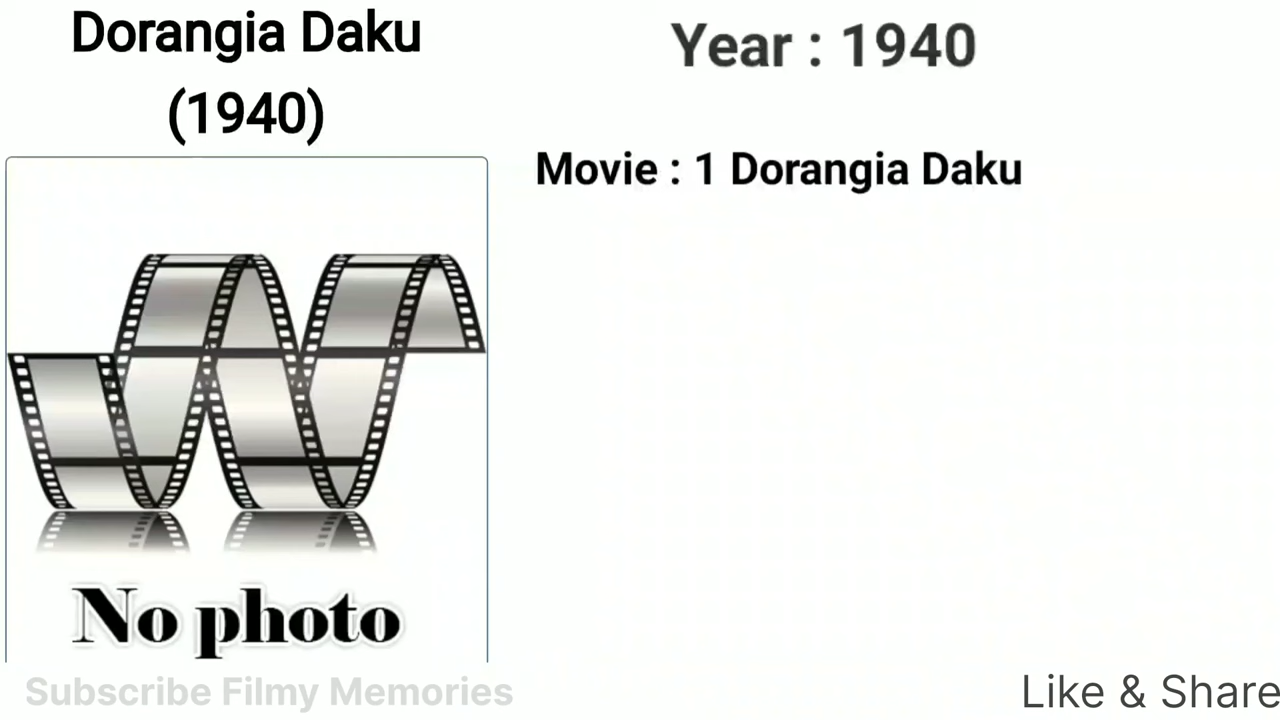 Dorangia Daku
(1940)
Year : 1940
Movie : 1 Dorangia Daku
No photo
Subscribe Filmy Memories
Like & Share